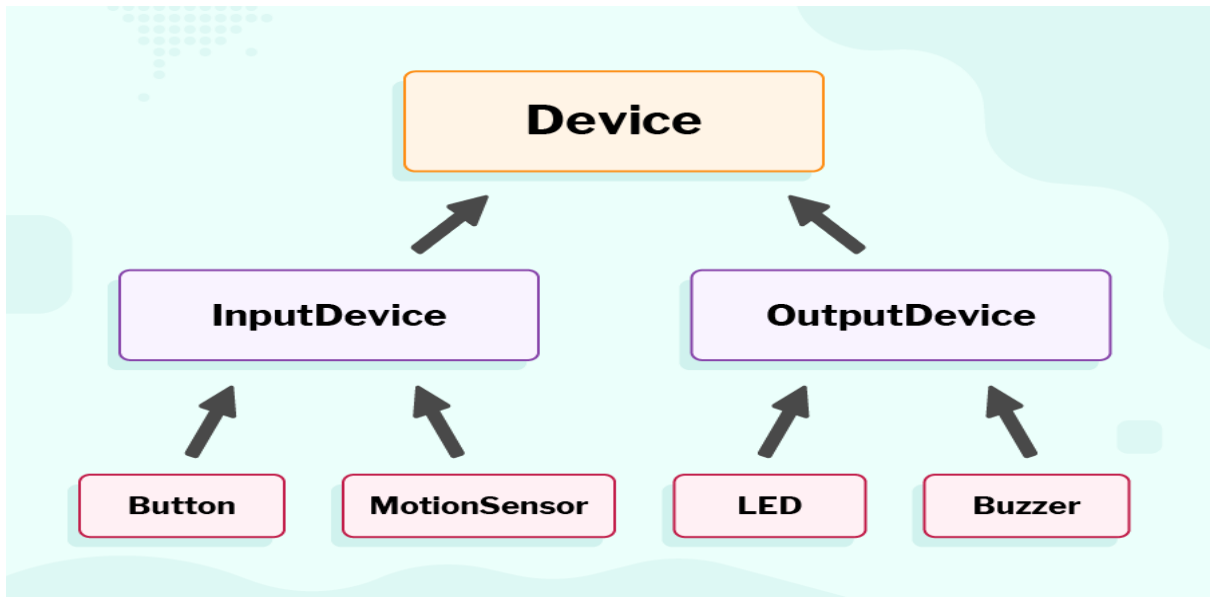 Device
InputDevice
OutputDevice
Button
MotionSensor
LED
Buzzer